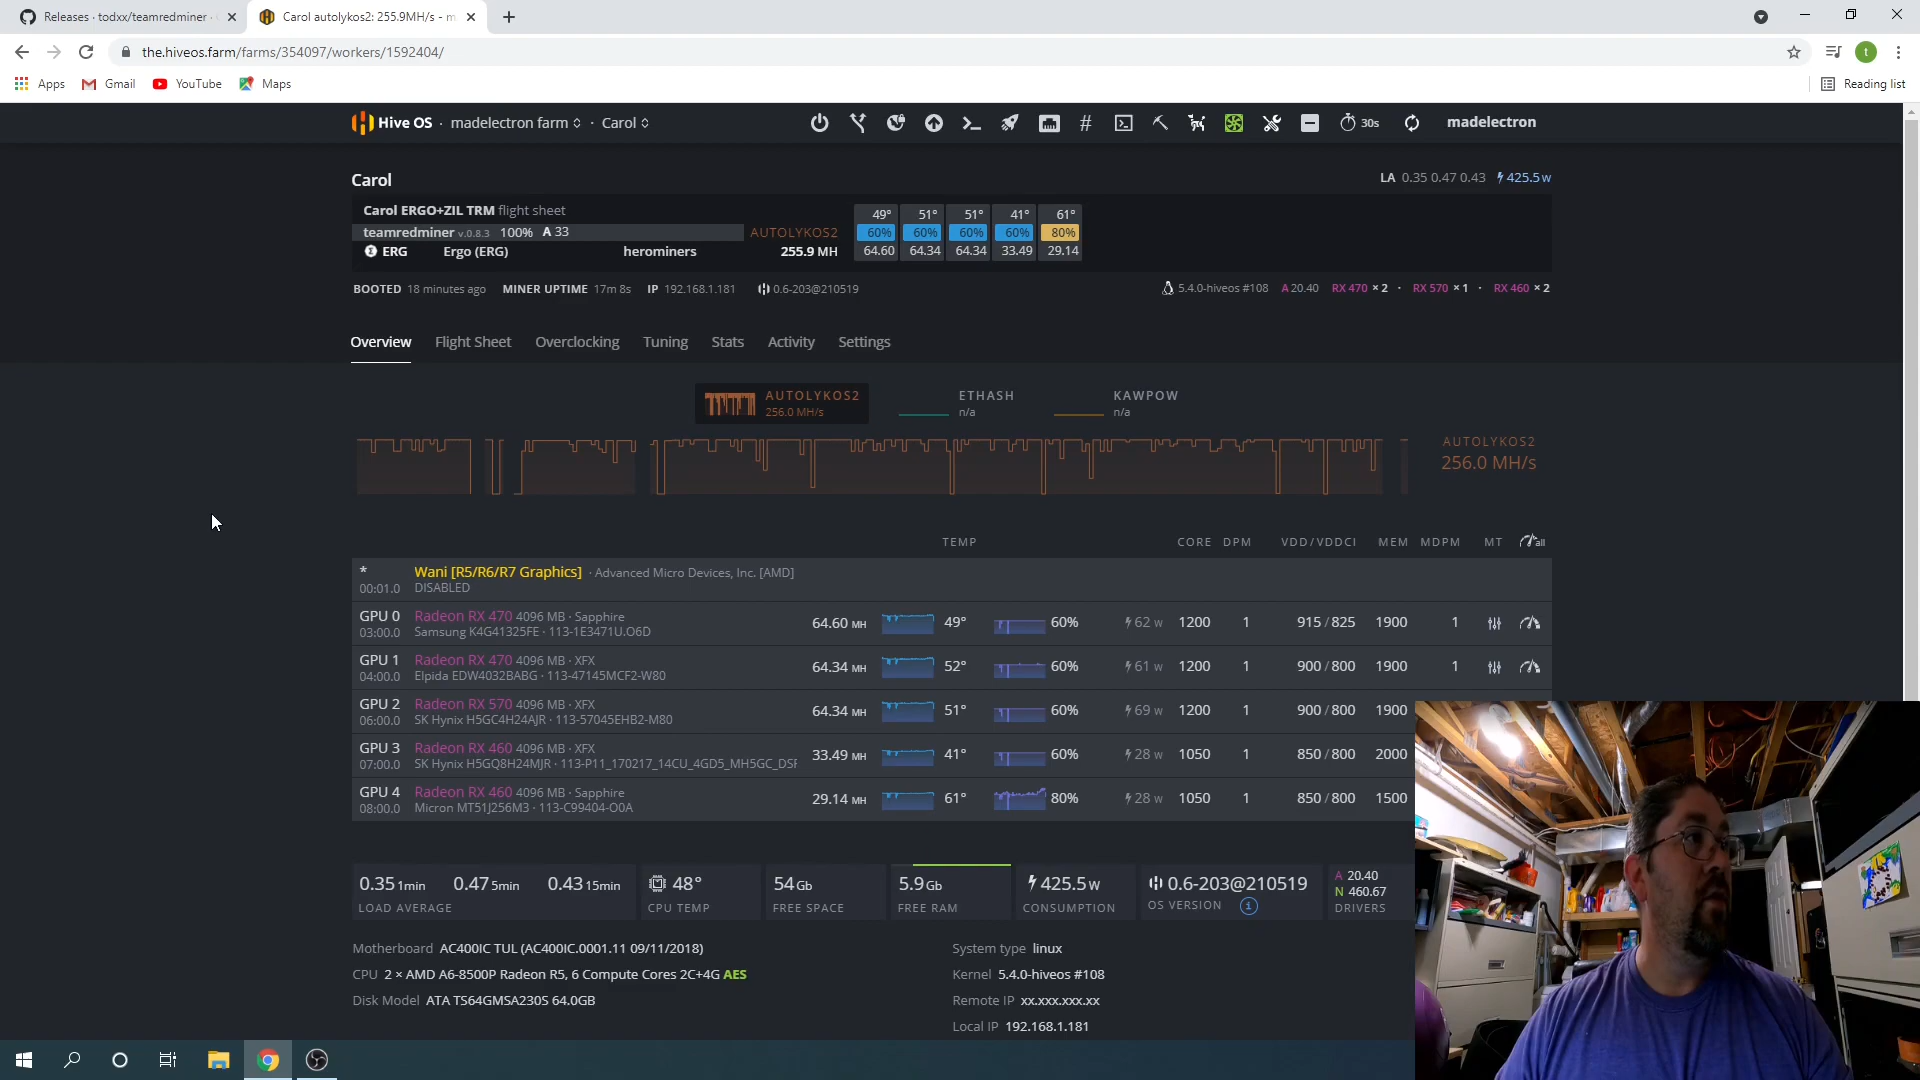 Releases · todxx/teamredminer ·
Carol autolykos2: 255.9MH/s - m
the.hiveos.farm/farms/354097/workers/1592404/
t
Apps Gmail YouTube Maps Reading list
Hive OS · madelectron farm · Carol 30s madelectron
Carol LA 0.35 0.47 0.43 425.5 W
Carol ERGO+ZIL TRM flight sheet 49° 51° 51° 41° 61°
teamredminer v.0.8.3 100% A 33 AUTOLYKOS2 60% 60% 60% 60% 80%
ERG Ergo (ERG) herominers 255.9 MH 64.60 64.34 64.34 33.49 29.14
BOOTED 18 minutes ago MINER UPTIME 17m 8s IP 192.168.1.181 0.6-203@210519 5.4.0-hiveos #108 A 20.40 RX 470 × 2 · RX 570 × 1 · RX 460 × 2
Overview Flight Sheet Overclocking Tuning Stats Activity Settings
AUTOLYKOS2 ETHASH KAWPOW
256.0 MH/s n/a n/a
AUTOLYKOS2
256.0 MH/s
TEMP CORE DPM VDD/VDDCI MEM MDPM MT all
* Wani [R5/R6/R7 Graphics] · Advanced Micro Devices, Inc. [AMD]
00:01.0 DISABLED
GPU 0 Radeon RX 470 4096 MB · Sapphire 64.60 MH 49° 60% 62 W 1200 1 915 / 825 1900 1
03:00.0 Samsung K4G41325FE · 113-1E3471U.O6D
GPU 1 Radeon RX 470 4096 MB · XFX 64.34 MH 52° 60% 61 W 1200 1 900 / 800 1900 1
04:00.0 Elpida EDW4032BABG · 113-47145MCF2-W80
GPU 2 Radeon RX 570 4096 MB · XFX 64.34 MH 51° 60% 69 W 1200 1 900 / 800 1900
06:00.0 SK Hynix H5GC4H24AJR · 113-57045EHB2-M80
GPU 3 Radeon RX 460 4096 MB · XFX 33.49 MH 41° 60% 28 W 1050 1 850 / 800 2000
07:00.0 SK Hynix H5GQ8H24MJR · 113-P11_170217_14CU_4GD5_MH5GC_DSF
GPU 4 Radeon RX 460 4096 MB · Sapphire 29.14 MH 61° 80% 28 W 1050 1 850 / 800 1500
08:00.0 Micron MT51J256M3 · 113-C99404-O0A
0.35 1min 0.47 5min 0.43 15min 48° 54 Gb 5.9 Gb 425.5 W 0.6-203@210519 A 20.40
N 460.67
LOAD AVERAGE CPU TEMP FREE SPACE FREE RAM CONSUMPTION OS VERSION DRIVERS
Motherboard AC400IC TUL (AC400IC.0001.11 09/11/2018) System type linux
CPU 2 × AMD A6-8500P Radeon R5, 6 Compute Cores 2C+4G AES Kernel 5.4.0-hiveos #108
Disk Model ATA TS64GMSA230S 64.0GB Remote IP xx.xxx.xxx.xx
Local IP 192.168.1.181